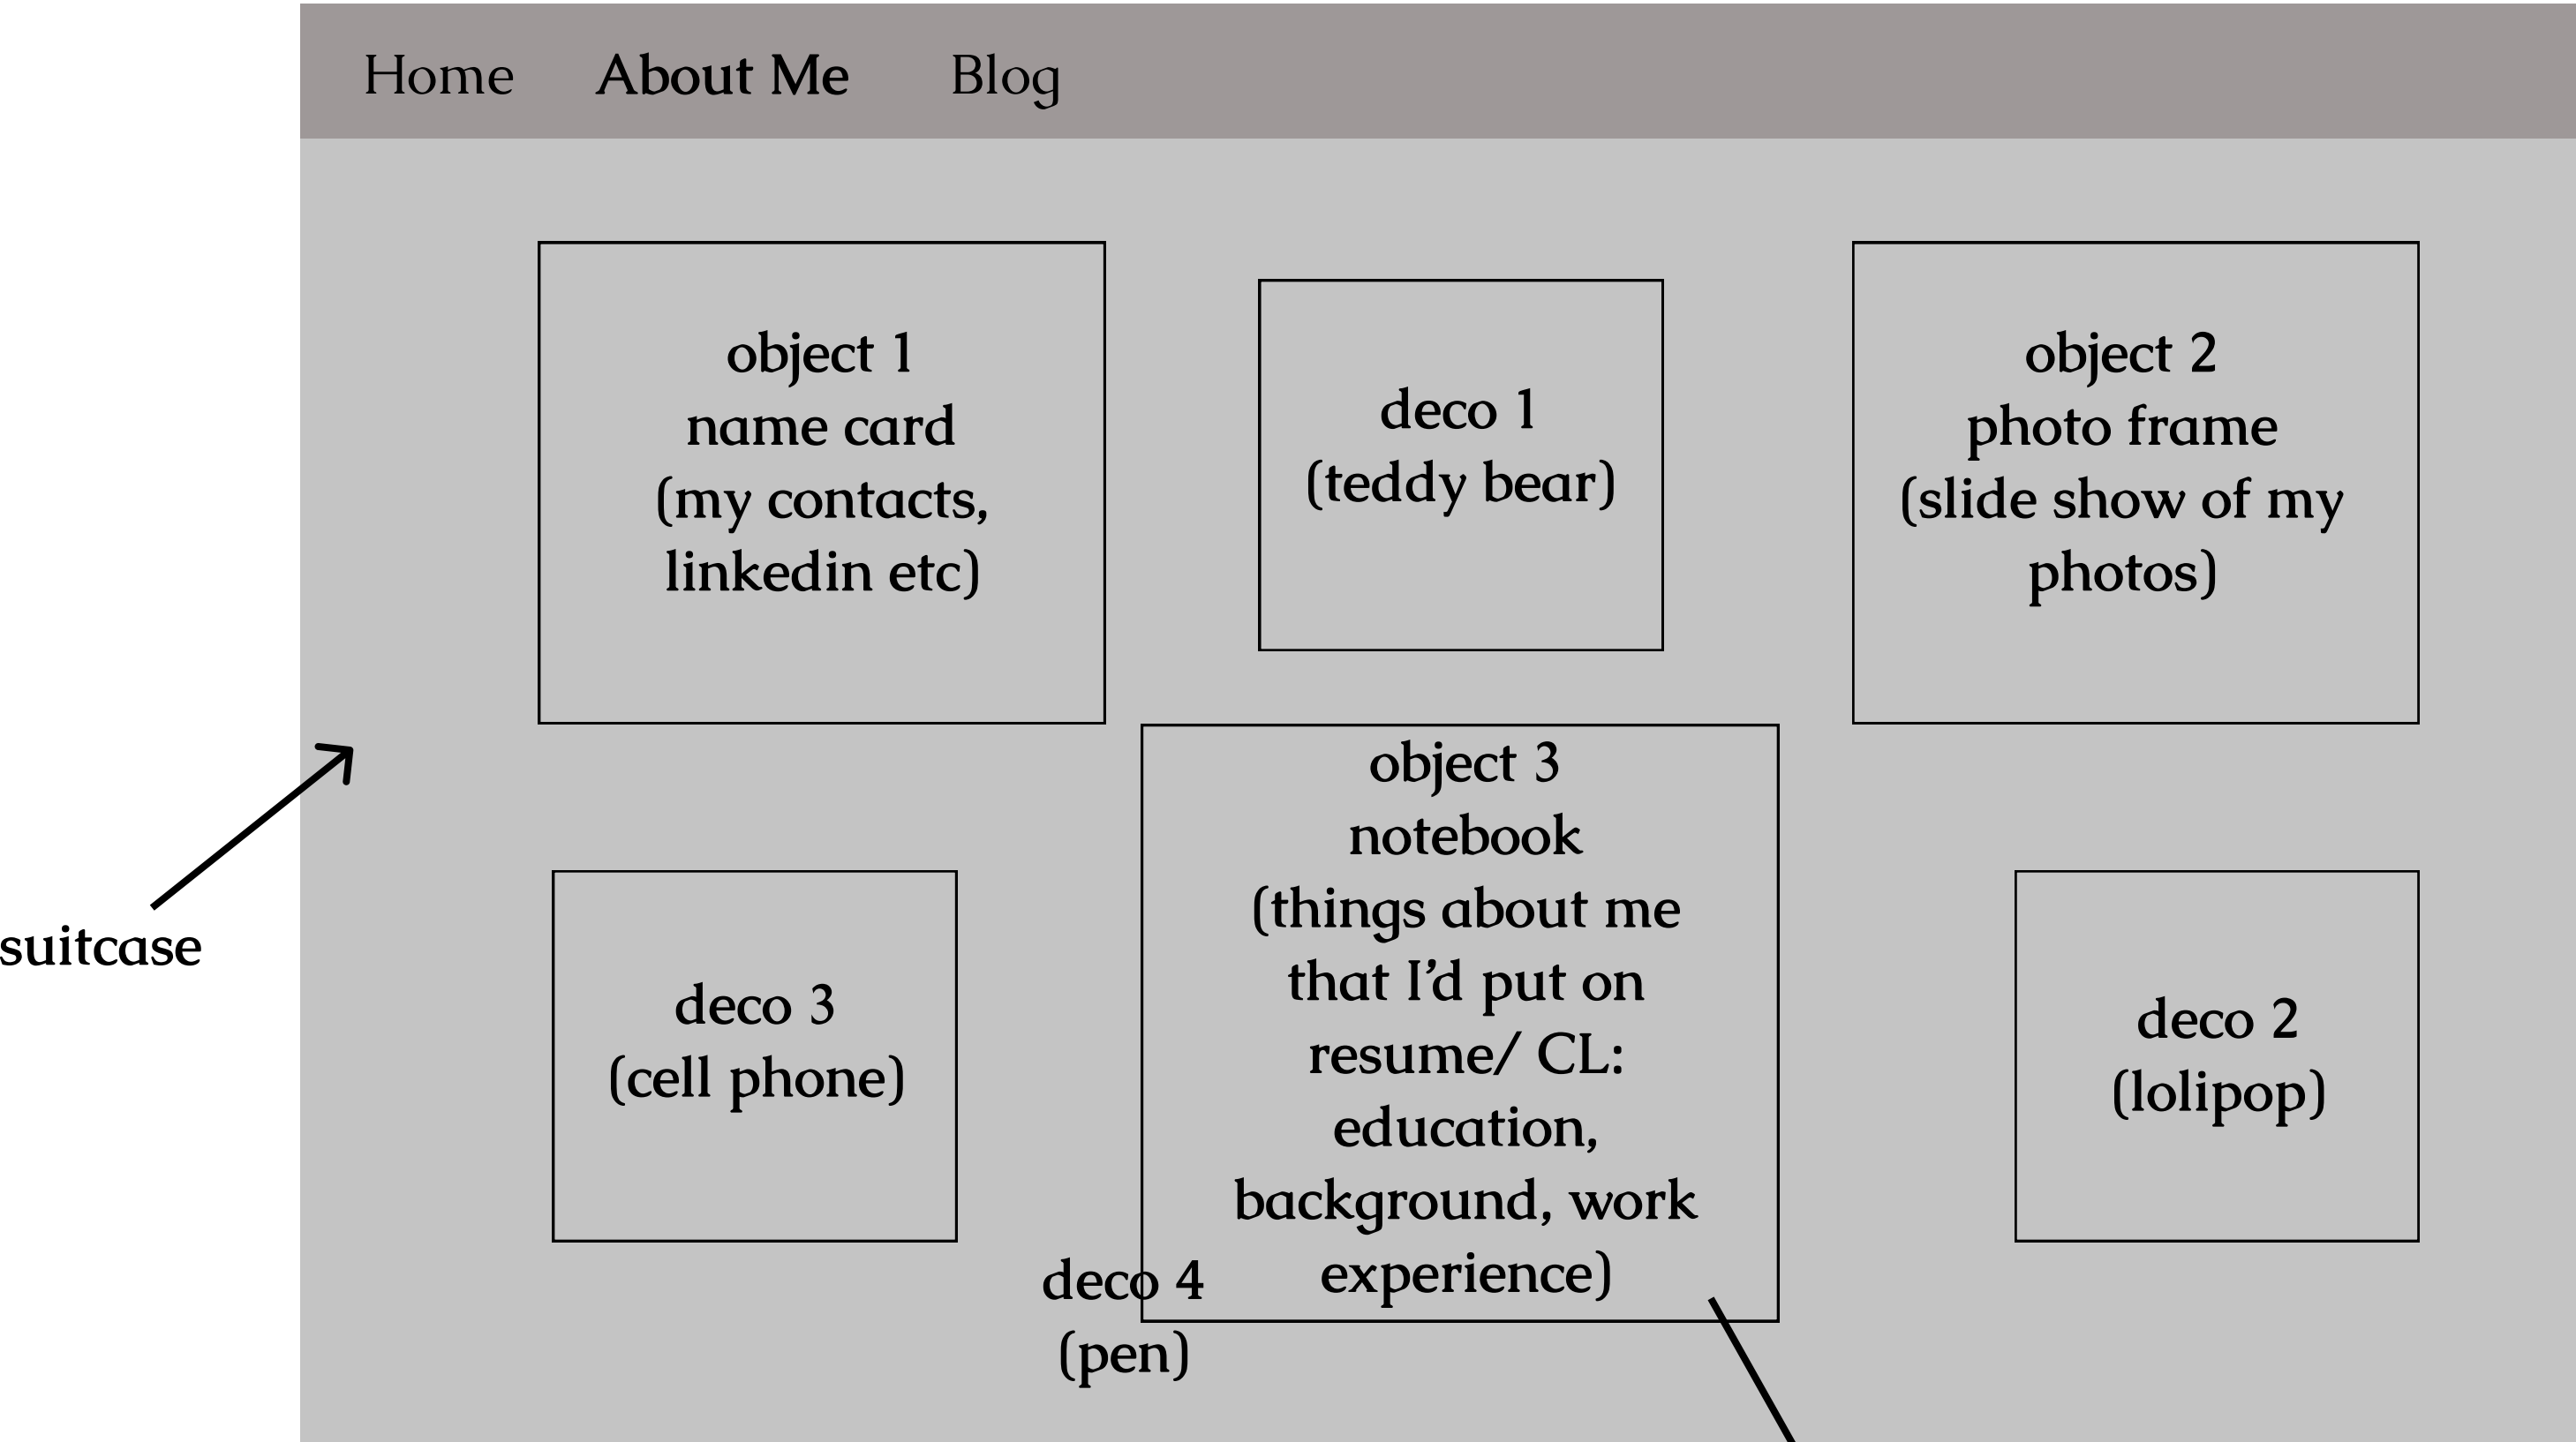 Home About Me Blog
object 1
name card
(my contacts,
linkedin etc)
deco 1
(teddy bear)
object 2
photo frame
(slide show of my
photos)
suitcase
deco 3
(cell phone)
object 3
notebook
(things about me
that I'd put on
resume/ CL:
education,
background, work
experience)
deco 2
(lolipop)
deco 4
(pen)